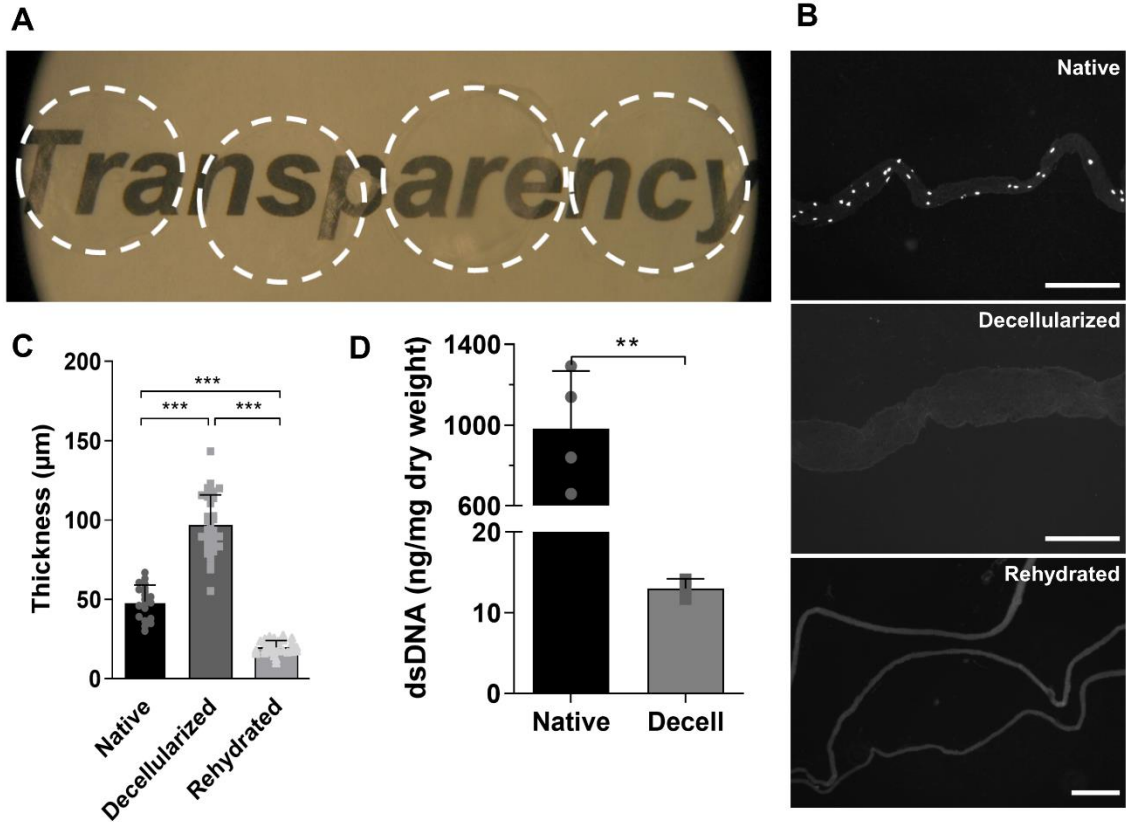 A
Transparency
B
Native
Decellularized
Rehydrated
C
Thickness (µm)
200
150
100
50
0
***
*** ***
Native
Decellularized
Rehydrated
D
dsDNA (ng/mg dry weight)
1400
1000
600
20
10
0
**
Native Decell